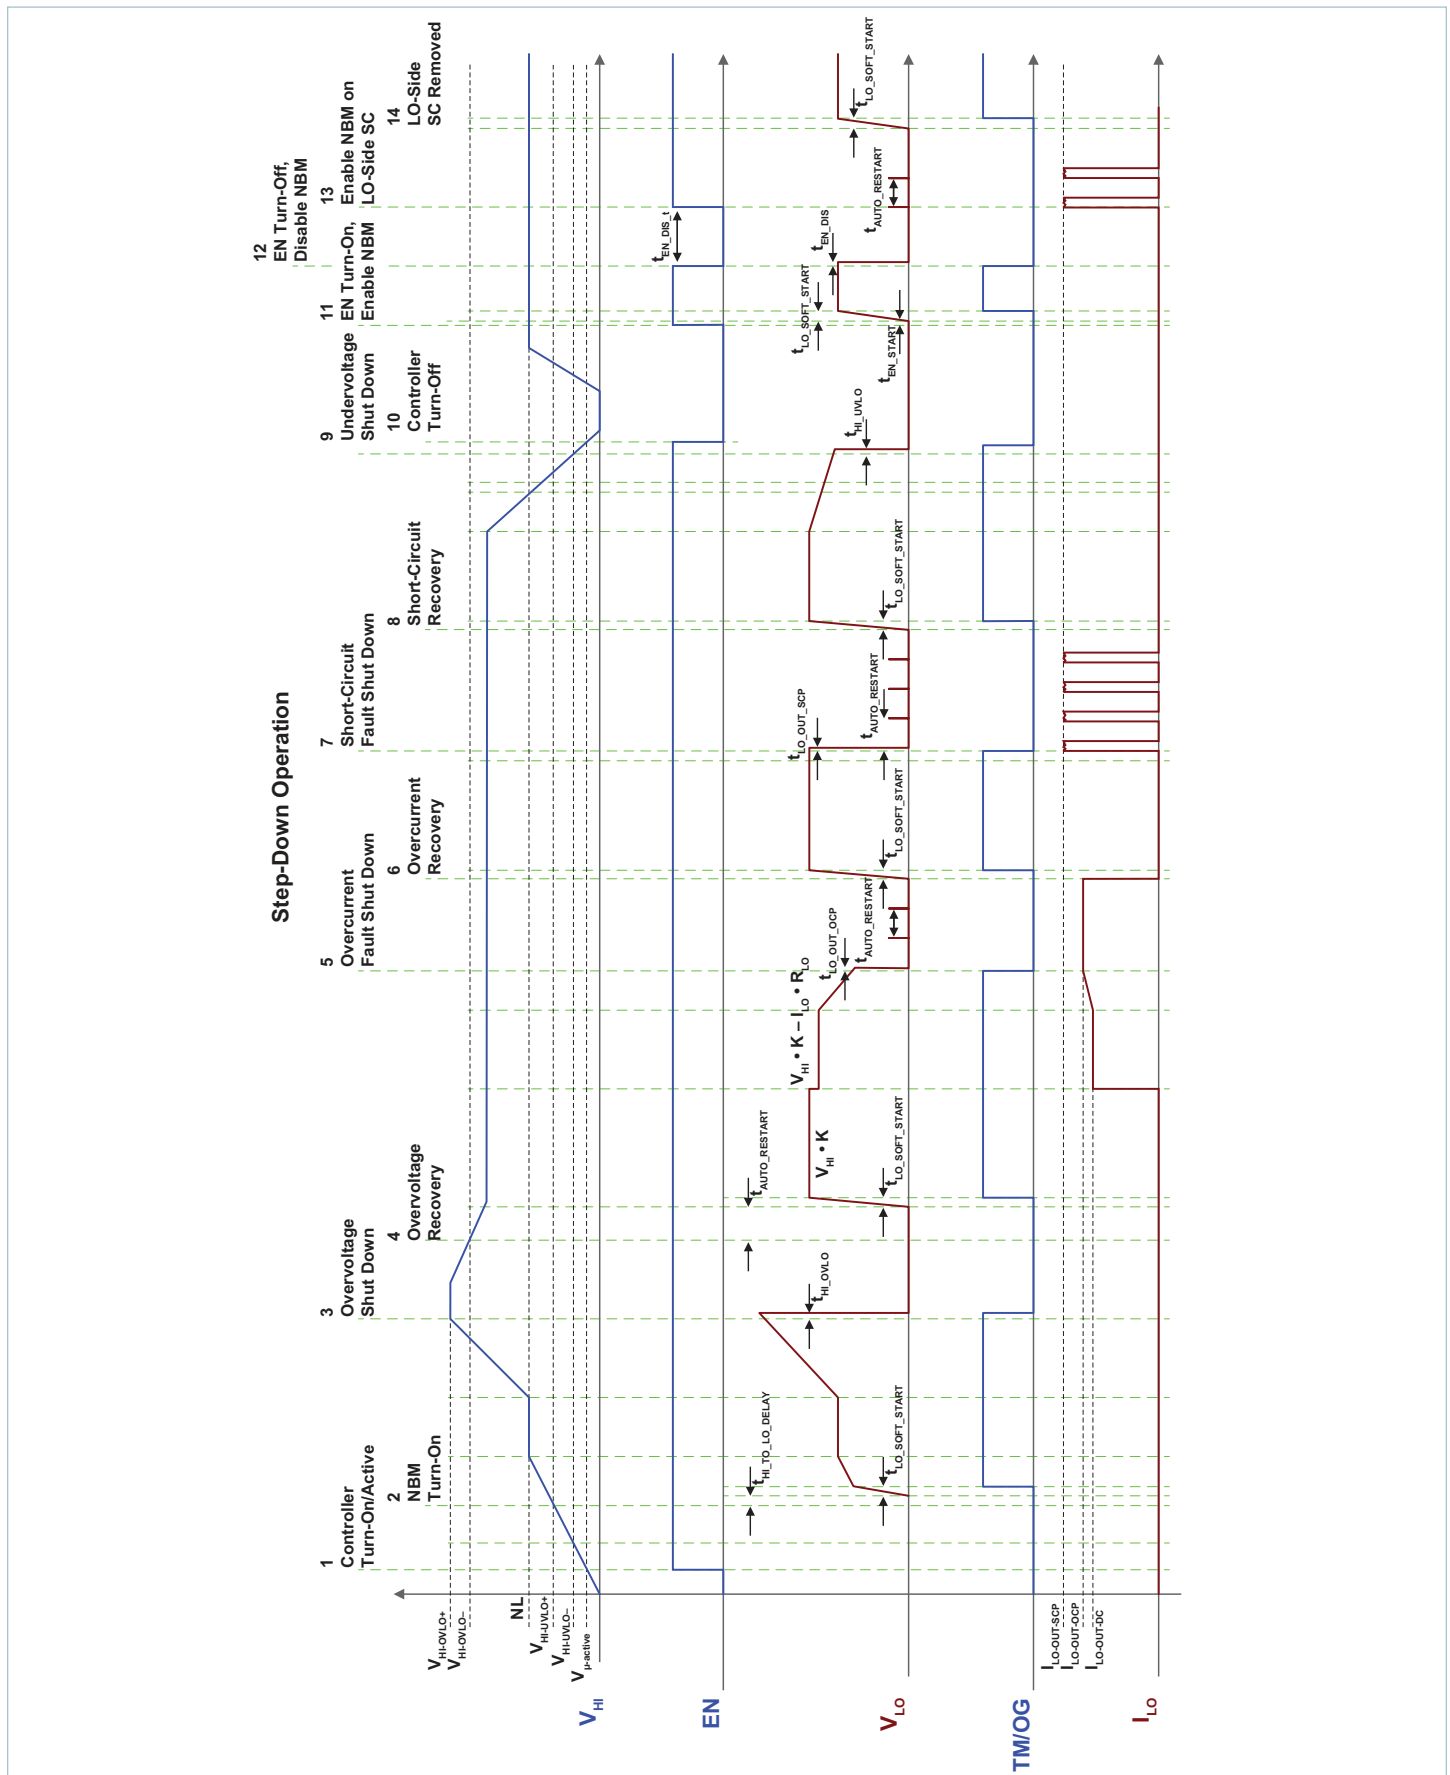 Step-Down Operation
1
Controller
Turn-On/Active
2
NBM
Turn-On
3
Overvoltage
Shut Down
4
Overvoltage
Recovery
5
Overcurrent
Fault Shut Down
6
Overcurrent
Recovery
7
Short-Circuit
Fault Shut Down
8
Short-Circuit
Recovery
9
Undervoltage
Shut Down
10
Controller
Turn-Off
11
EN Turn-On,
Enable NBM
12
EN Turn-Off,
Disable NBM
13
Enable NBM on
LO-Side SC
14
LO-Side
SC Removed
VHI-OVLO+
VHI-OVLO–
NL
VHI-UVLO+
VHI-UVLO–
Vµ-active
VHI
EN
tEN_DIS_t
VLO
tHI_TO_LO_DELAY
tLO_SOFT_START
tHI_OVLO
tAUTO_RESTART
tLO_SOFT_START
VHI • K
VHI • K – ILO • RLO
tLO_OUT_OCP
tAUTO_RESTART
tLO_SOFT_START
tLO_OUT_SCP
tAUTO_RESTART
tLO_SOFT_START
tHI_UVLO
tEN_START
tLO_SOFT_START
tEN_DIS
tAUTO_RESTART
tLO_SOFT_START
TM/OG
ILO-OUT-SCP
ILO-OUT-OCP
ILO-OUT-DC
ILO